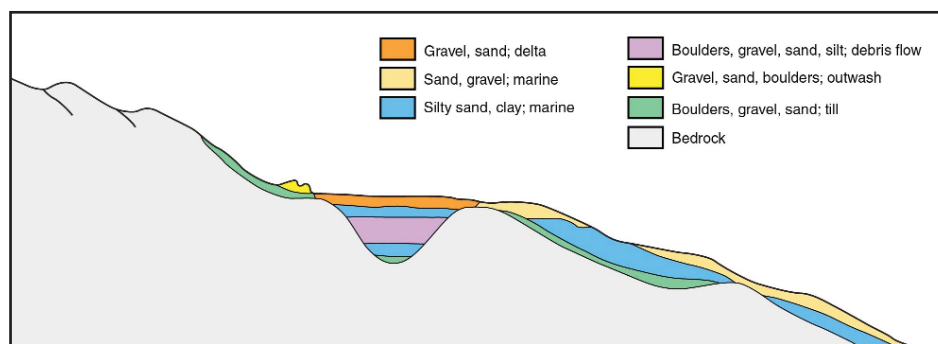 Gravel, sand; delta
Sand, gravel; marine
Silty sand, clay; marine
Boulders, gravel, sand, silt; debris flow
Gravel, sand, boulders; outwash
Boulders, gravel, sand; till
Bedrock